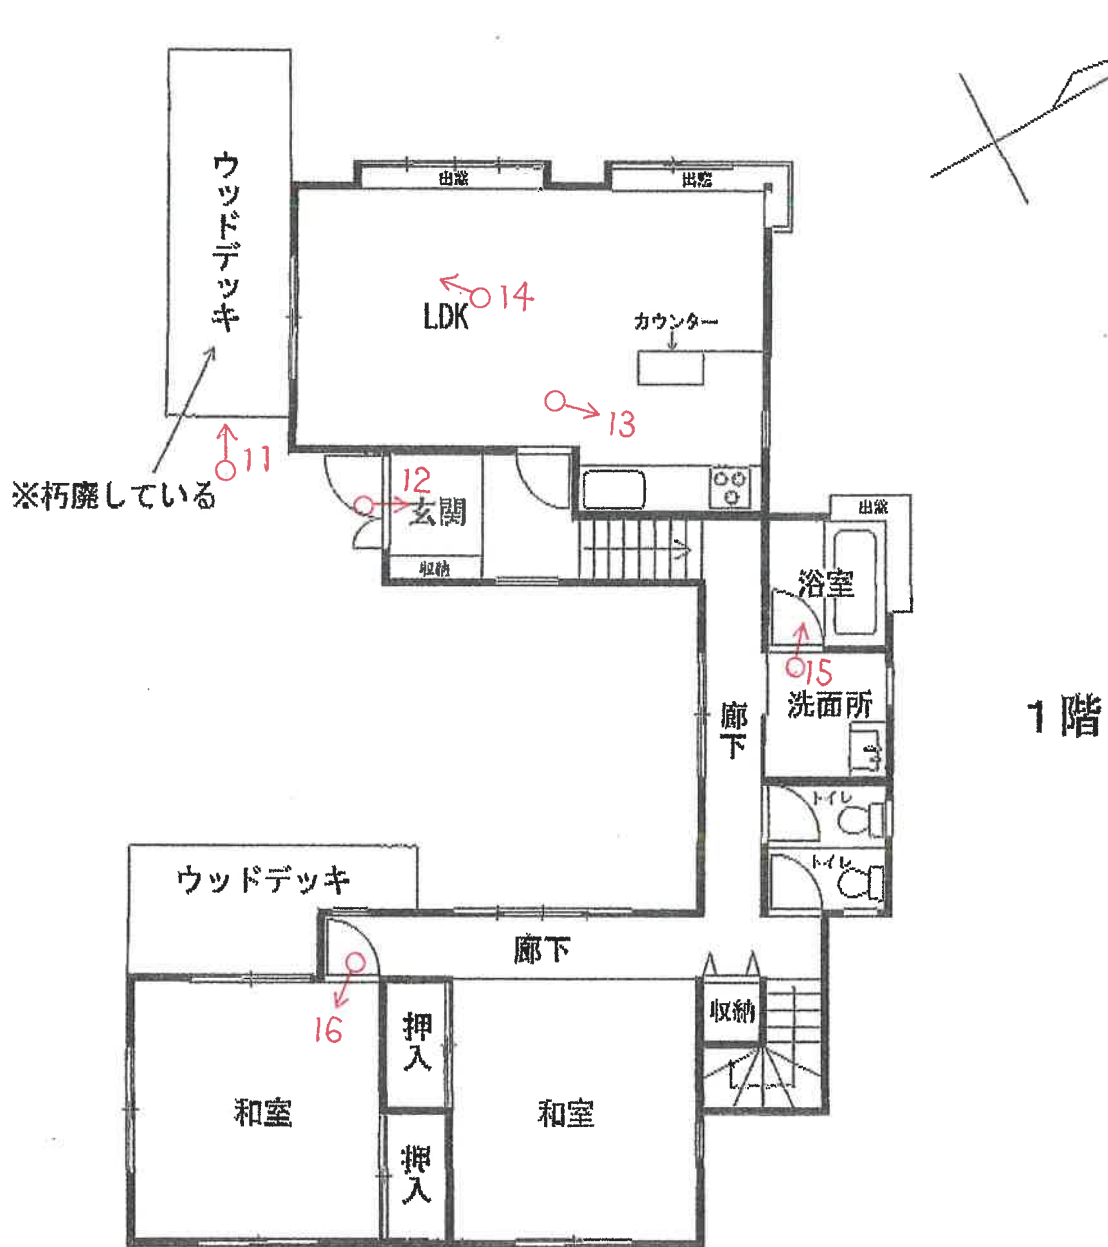 ウッドデッキ
出窓
出窓
14
LDK
カウンター
13
11
※朽廃している
12
玄関
収納
出窓
浴室
15
洗面所
廊下
1階
トイレ
トイレ
ウッドデッキ
廊下
16
押入
収納
和室
和室
押入